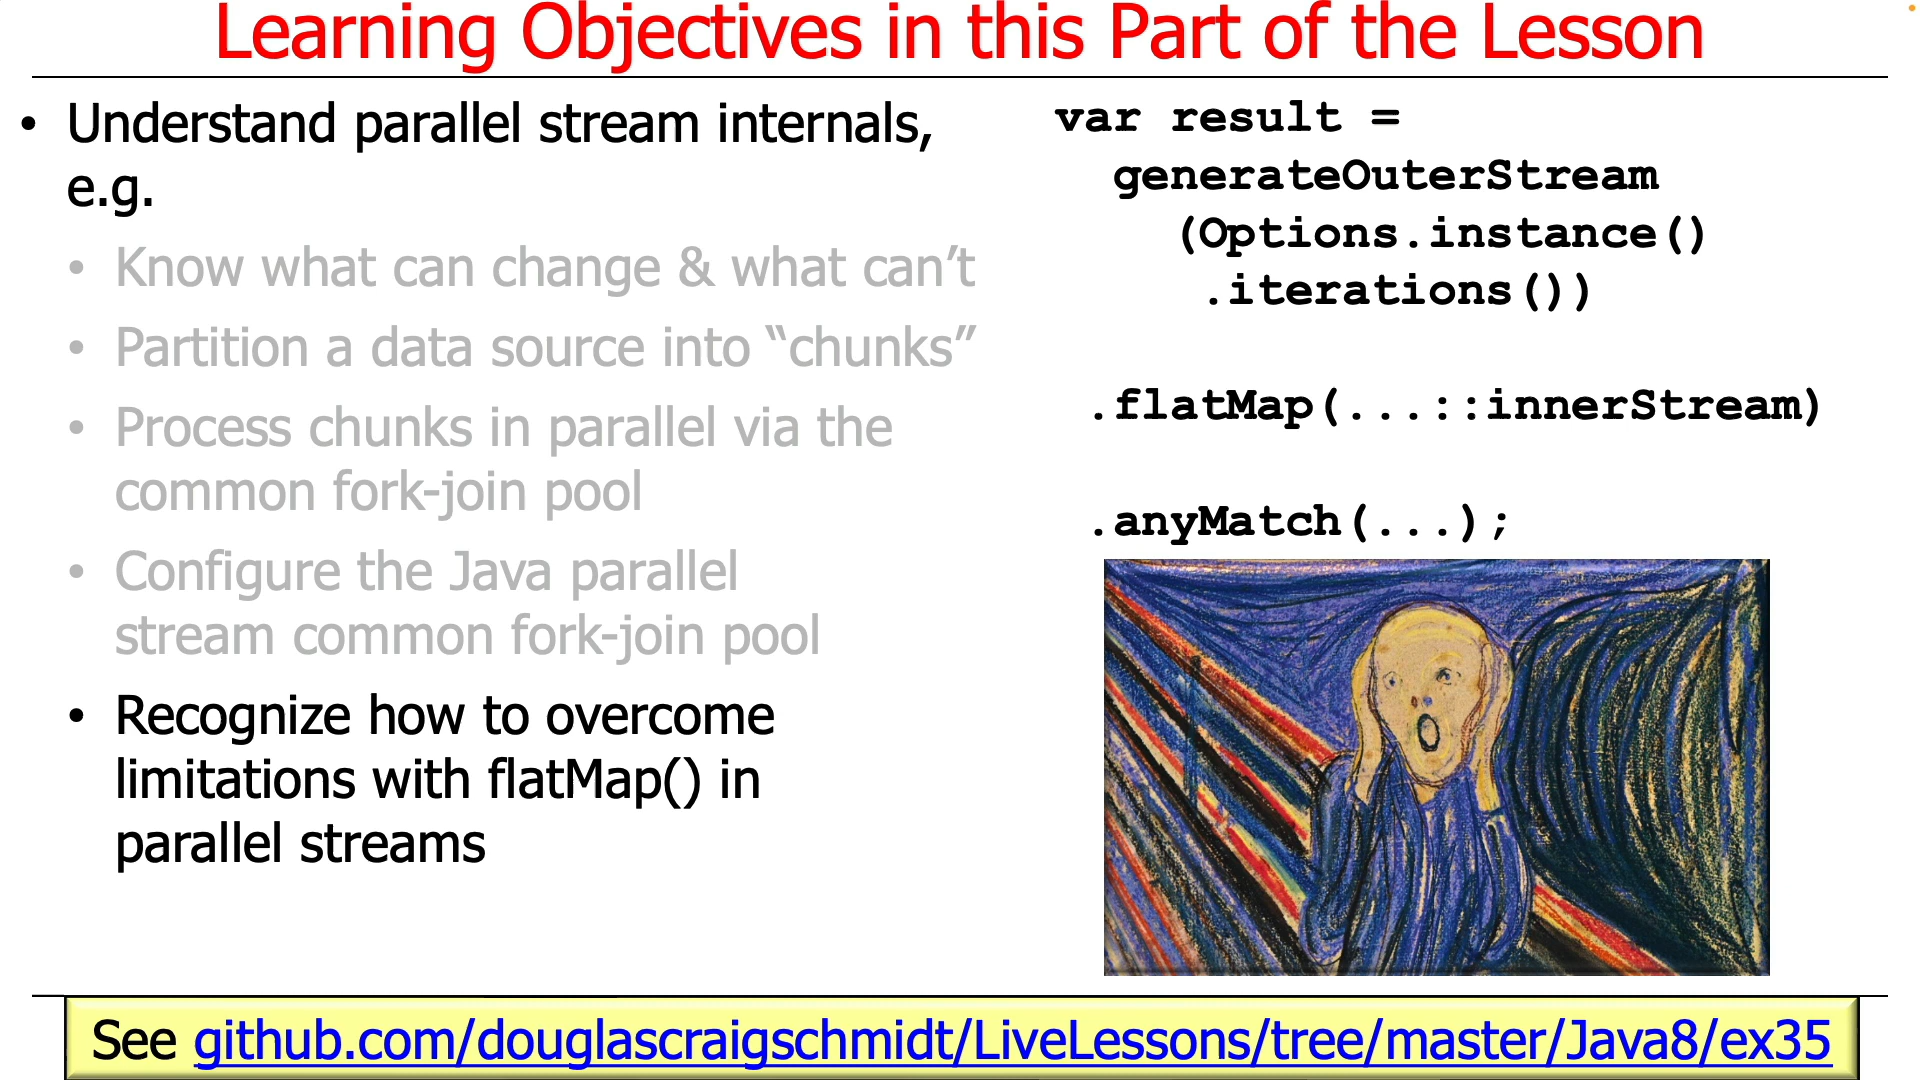 Learning Objectives in this Part of the Lesson
• Understand parallel stream internals,
e.g.
• Know what can change & what can’t
• Partition a data source into “chunks”
• Process chunks in parallel via the
common fork-join pool
• Configure the Java parallel
stream common fork-join pool
• Recognize how to overcome
limitations with flatMap() in
parallel streams
var result =
generateOuterStream
(Options.instance()
.iterations())
.flatMap(...::innerStream)
.anyMatch(...);
See github.com/douglascraigschmidt/LiveLessons/tree/master/Java8/ex35